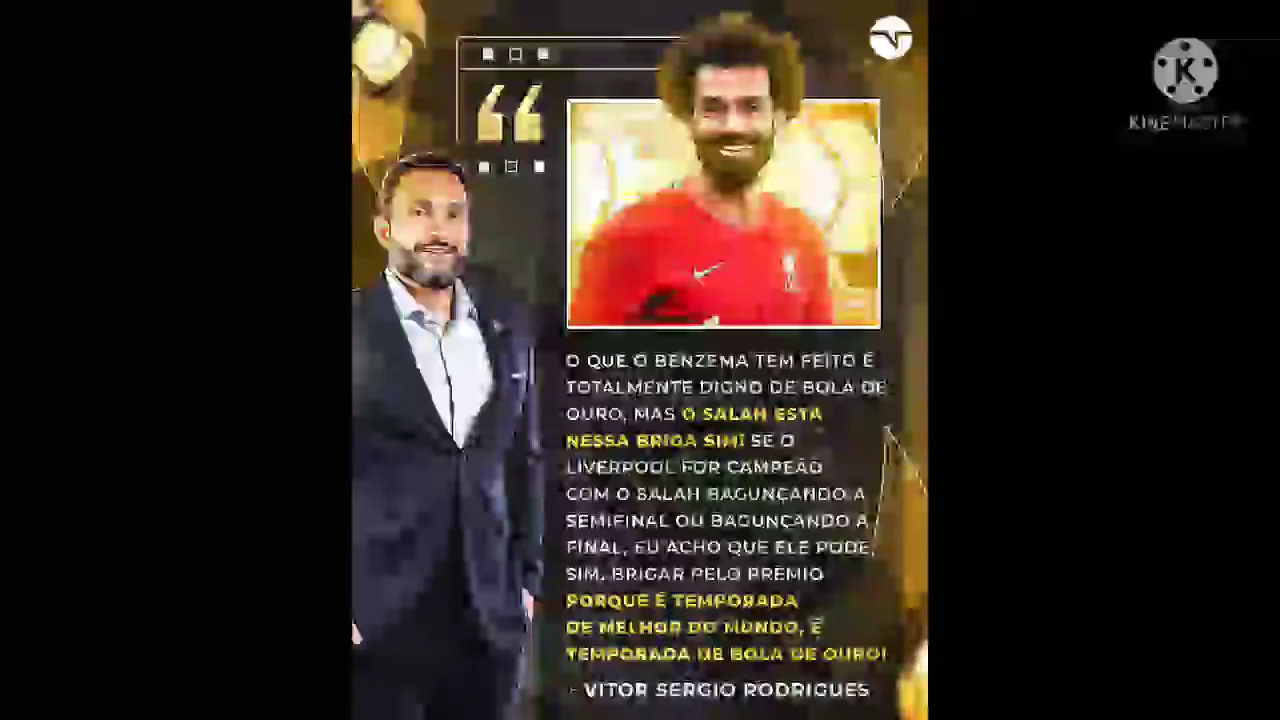 KINEMASTER
O QUE O BENZEMA TEM FEITO É
TOTALMENTE DIGNO DE BOLA DE
OURO, MAS O SALAH ESTÁ
NESSA BRIGA SIM! SE O
LIVERPOOL FOR CAMPEÃO
COM O SALAH BAGUNÇANDO A
SEMIFINAL OU BAGUNÇANDO A
FINAL, EU ACHO QUE ELE PODE,
SIM, BRIGAR PELO PRÊMIO
PORQUE É TEMPORADA
DE MELHOR DO MUNDO, É
TEMPORADA DE BOLA DE OURO!
- VITOR SERGIO RODRIGUES